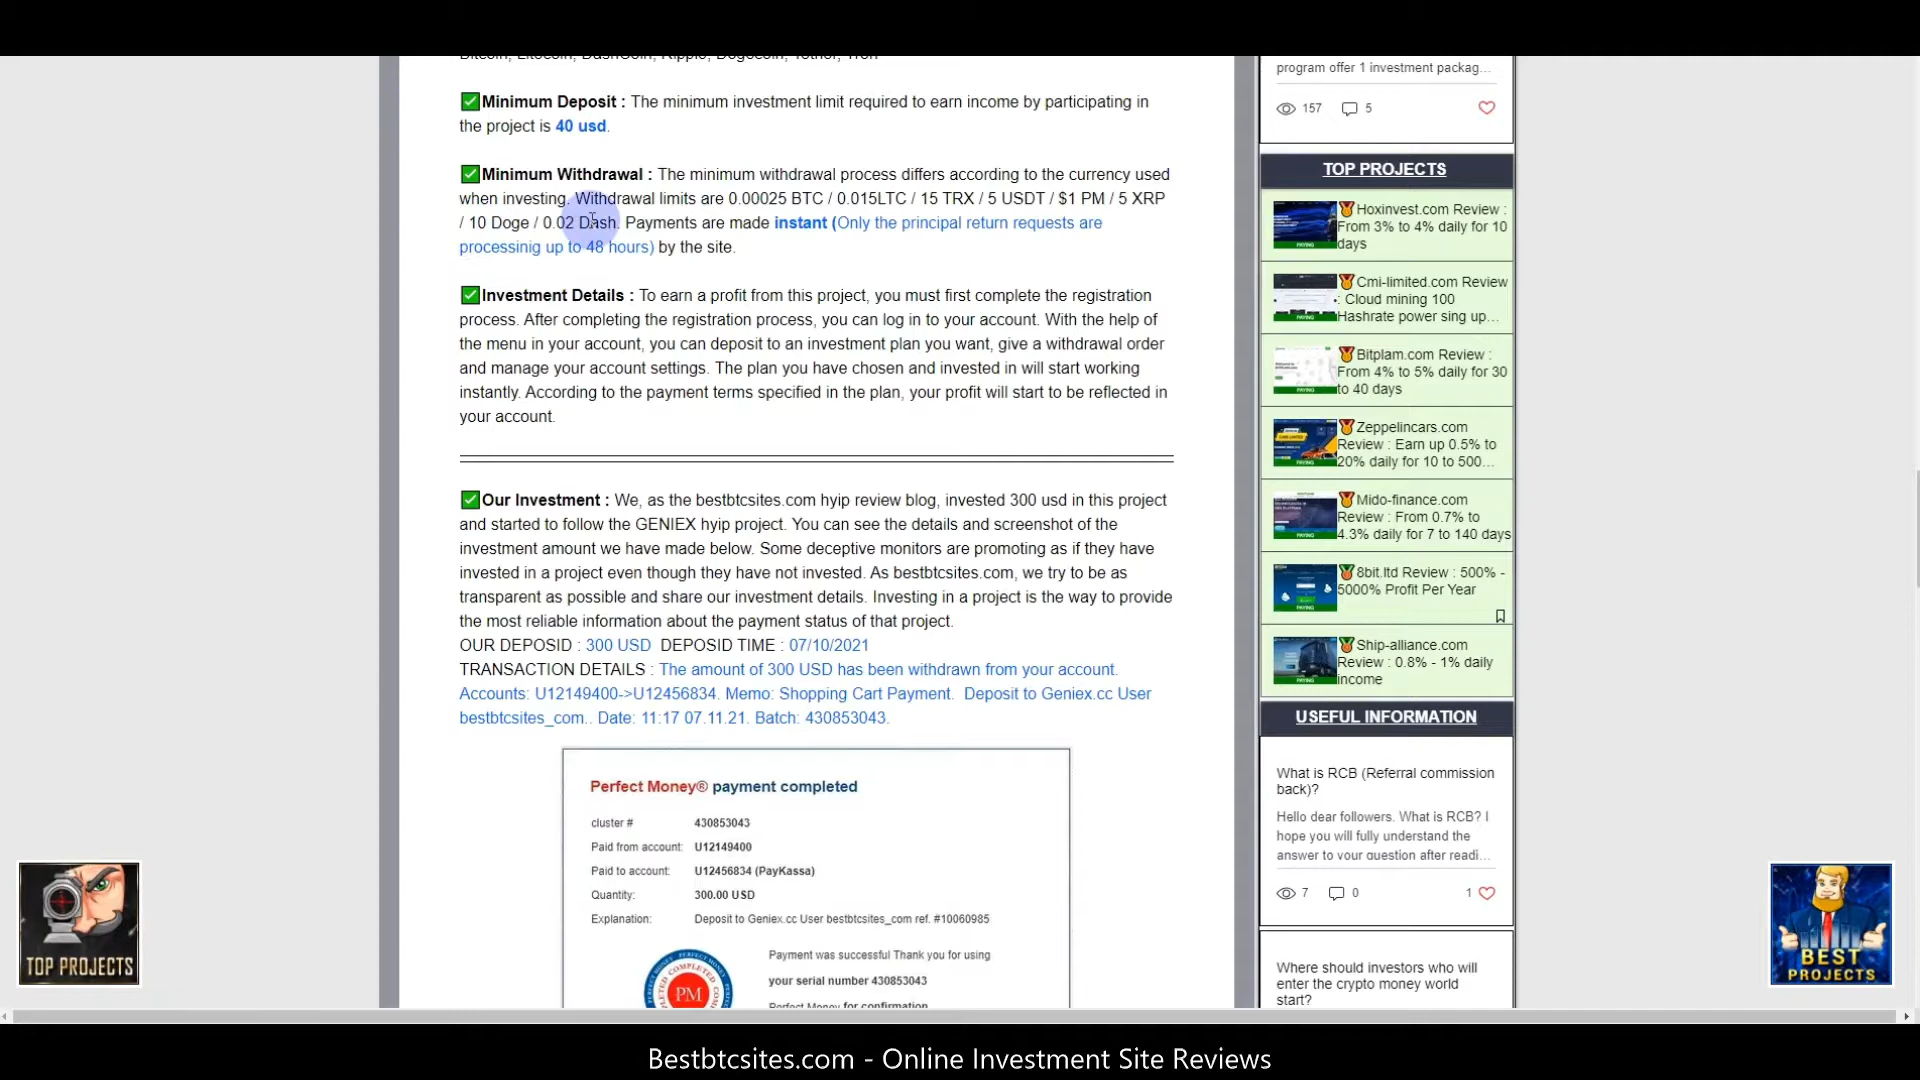 Bitcoin, Litecoin, DashCoin, Ripple, Dogecoin, Tether, Tron
✅Minimum Deposit : The minimum investment limit required to earn income by participating in
the project is 40 usd.
✅Minimum Withdrawal : The minimum withdrawal process differs according to the currency used
when investing. Withdrawal limits are 0.00025 BTC / 0.015LTC / 15 TRX / 5 USDT / $1 PM / 5 XRP
/ 10 Doge / 0.02 Dash. Payments are made instant (Only the principal return requests are
processinig up to 48 hours) by the site.
✅Investment Details : To earn a profit from this project, you must first complete the registration
process. After completing the registration process, you can log in to your account. With the help of
the menu in your account, you can deposit to an investment plan you want, give a withdrawal order
and manage your account settings. The plan you have chosen and invested in will start working
instantly. According to the payment terms specified in the plan, your profit will start to be reflected in
your account.
✅Our Investment : We, as the bestbtcsites.com hyip review blog, invested 300 usd in this project
and started to follow the GENIEX hyip project. You can see the details and screenshot of the
investment amount we have made below. Some deceptive monitors are promoting as if they have
invested in a project even though they have not invested. As bestbtcsites.com, we try to be as
transparent as possible and share our investment details. Investing in a project is the way to provide
the most reliable information about the payment status of that project.
OUR DEPOSID : 300 USD DEPOSID TIME : 07/10/2021
TRANSACTION DETAILS : The amount of 300 USD has been withdrawn from your account.
Accounts: U12149400->U12456834. Memo: Shopping Cart Payment. Deposit to Geniex.cc User
bestbtcsites_com.. Date: 11:17 07.11.21. Batch: 430853043.
Perfect Money® payment completed
cluster # 430853043
Paid from account: U12149400
Paid to account: U12456834 (PayKassa)
Quantity: 300.00 USD
Explanation: Deposit to Geniex.cc User bestbtcsites_com ref. #10060985
Payment was successful Thank you for using
your serial number 430853043
Perfect Money for confirmation
PM
program offer 1 investment packag...
157 5
TOP PROJECTS
Hoxinvest.com Review :
From 3% to 4% daily for 10
days
PAYING
Cmi-limited.com Review
: Cloud mining 100
Hashrate power sing up...
PAYING
Bitplam.com Review :
From 4% to 5% daily for 30
to 40 days
PAYING
Zeppelincars.com
Review : Earn up 0.5% to
20% daily for 10 to 500...
PAYING
Mido-finance.com
Review : From 0.7% to
4.3% daily for 7 to 140 days
PAYING
8bit.ltd Review : 500% -
5000% Profit Per Year
PAYING
Ship-alliance.com
Review : 0.8% - 1% daily
income
PAYING
USEFUL INFORMATION
What is RCB (Referral commission
back)?
Hello dear followers. What is RCB? I
hope you will fully understand the
answer to your question after readi...
7 0 1
Where should investors who will
enter the crypto money world
start?
TOP PROJECTS
BEST
PROJECTS
Bestbtcsites.com - Online Investment Site Reviews